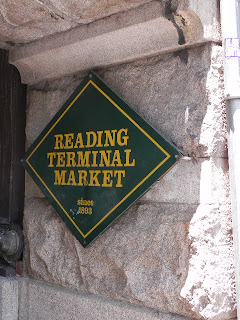 READING
TERMINAL
MARKET
since
1893